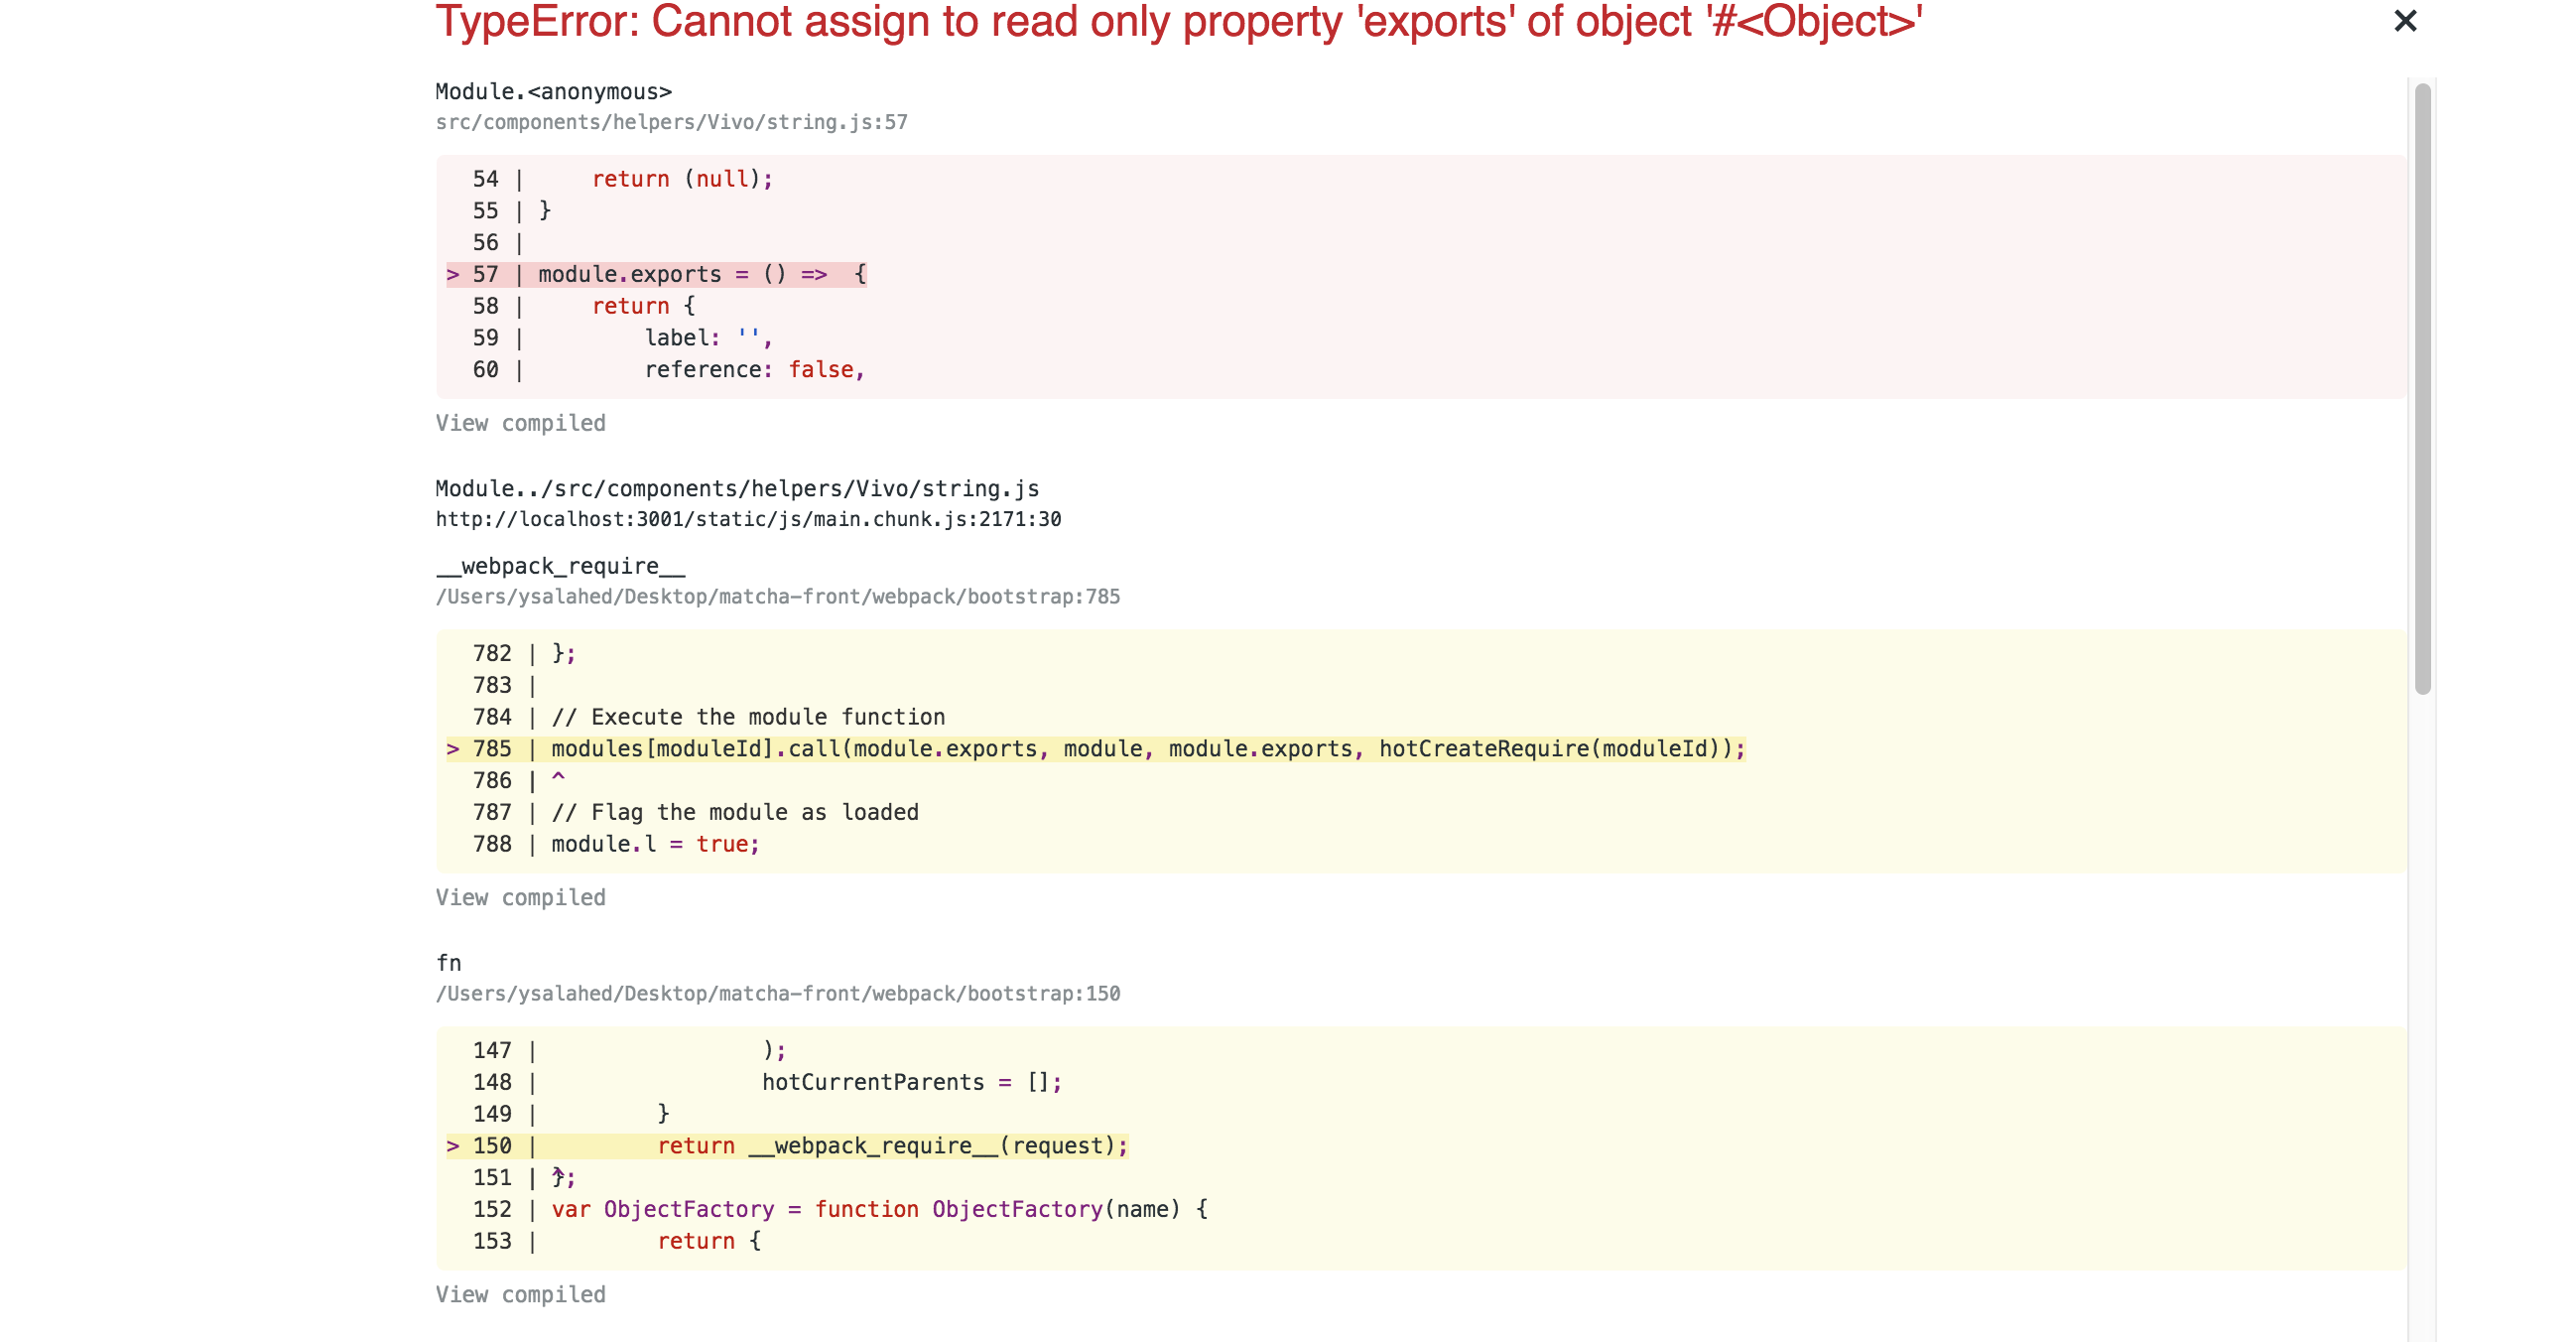 TypeError: Cannot assign to read only property 'exports' of object '#<Object>'
×
Module.<anonymous>
src/components/helpers/Vivo/string.js:57
  54 |     return (null);
  55 | }
  56 |
> 57 | module.exports = () =>  {
  58 |     return {
  59 |         label: '',
  60 |         reference: false,
View compiled
Module../src/components/helpers/Vivo/string.js
http://localhost:3001/static/js/main.chunk.js:2171:30
__webpack_require__
/Users/ysalahed/Desktop/matcha-front/webpack/bootstrap:785
  782 | };
  783 |
  784 | // Execute the module function
> 785 | modules[moduleId].call(module.exports, module, module.exports, hotCreateRequire(moduleId));
  786 | ^
  787 | // Flag the module as loaded
  788 | module.l = true;
View compiled
fn
/Users/ysalahed/Desktop/matcha-front/webpack/bootstrap:150
  147 |                 );
  148 |                 hotCurrentParents = [];
  149 |         }
> 150 |         return __webpack_require__(request);
  151 | };
  152 | var ObjectFactory = function ObjectFactory(name) {
  153 |         return {
View compiled